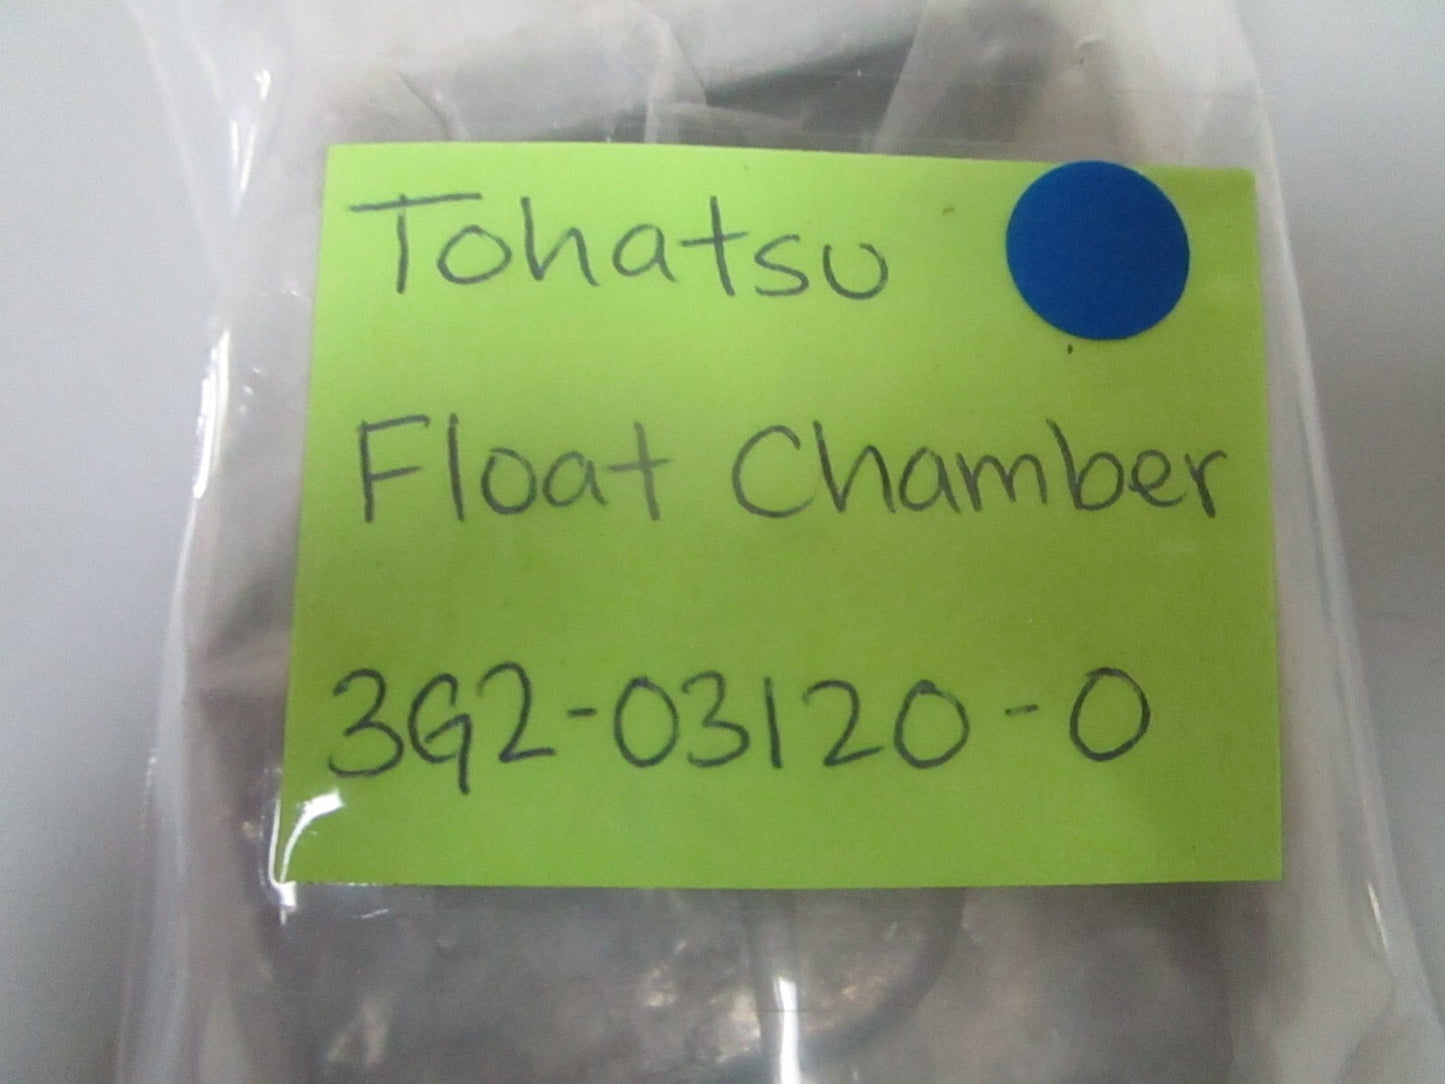 Tohatsu
Float Chamber
3G2-03120-0